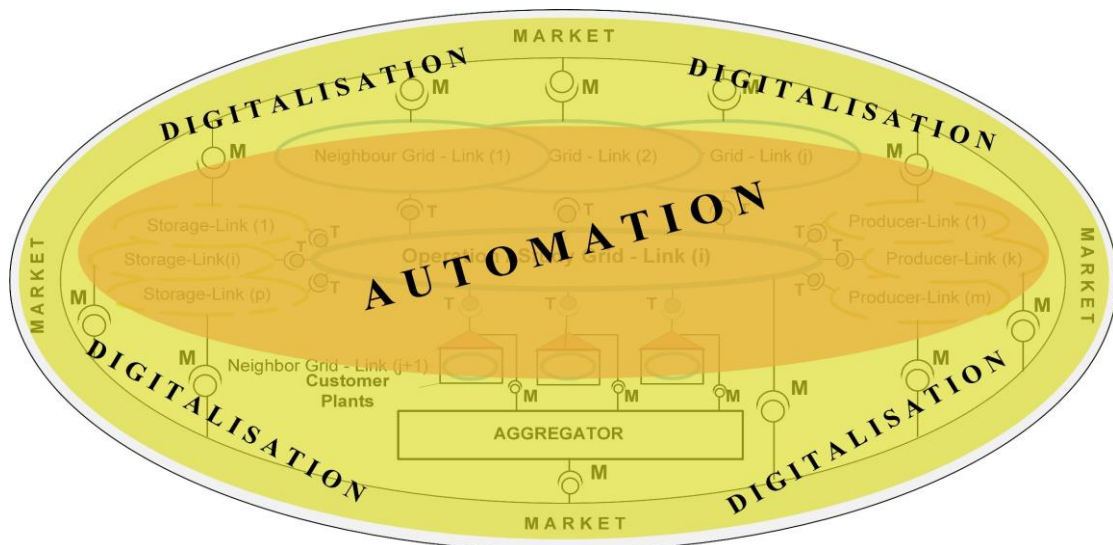 MARKET
DIGITALISATION
DIGITALISATION
M
M
M
M
M
Neighbour Grid - Link (1)
Grid - Link (2)
Grid - Link (j)
AUTOMATION
T
T
T
Storage-Link (1)
T
T
Producer-Link (1)
MARKET
Storage-Link(i)
T
T
Producer-Link (k)
MARKET
Storage-Link (p)
T
T
Producer-Link (m)
Grid - Link (i)
T
T
T
M
M
M
M
M
Neighbor Grid - Link (j+1)
Customer
Plants
M
M
M
DIGITALISATION
DIGITALISATION
AGGREGATOR
M
MARKET